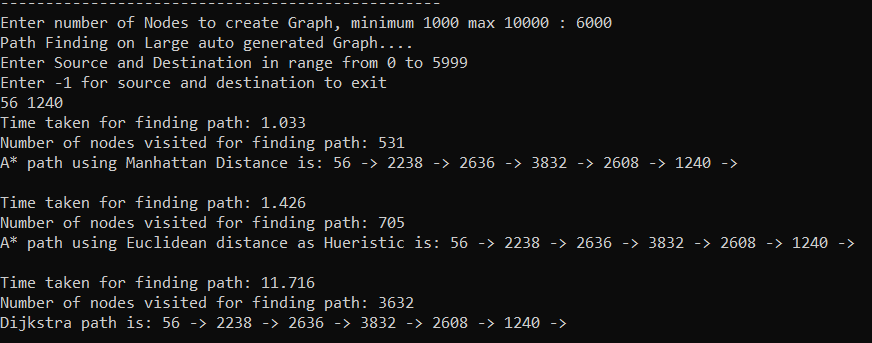 --------------------------------------------
Enter number of Nodes to create Graph, minimum 1000 max 10000 : 6000
Path Finding on Large auto generated Graph....
Enter Source and Destination in range from 0 to 5999
Enter -1 for source and destination to exit
56 1240
Time taken for finding path: 1.033
Number of nodes visited for finding path: 531
A* path using Manhattan Distance is: 56 -> 2238 -> 2636 -> 3832 -> 2608 -> 1240 ->
Time taken for finding path: 1.426
Number of nodes visited for finding path: 705
A* path using Euclidean distance as Hueristic is: 56 -> 2238 -> 2636 -> 3832 -> 2608 -> 1240 ->
Time taken for finding path: 11.716
Number of nodes visited for finding path: 3632
Dijkstra path is: 56 -> 2238 -> 2636 -> 3832 -> 2608 -> 1240 ->